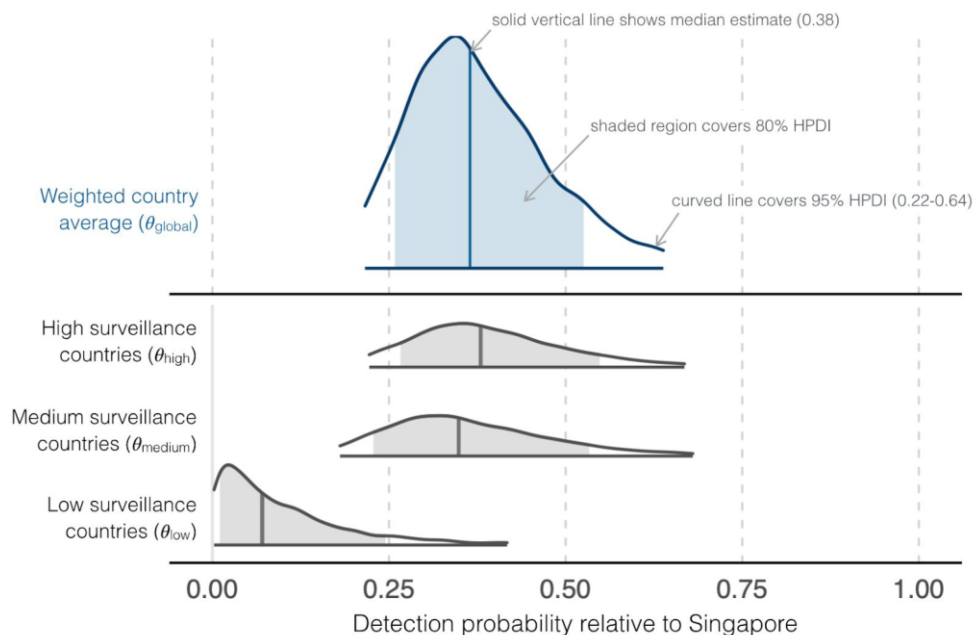 solid vertical line shows median estimate (0.38)
shaded region covers 80% HPDI
Weighted country
average (θglobal)
curved line covers 95% HPDI (0.22-0.64)
High surveillance
countries (θhigh)
Medium surveillance
countries (θmedium)
Low surveillance
countries (θlow)
0.00 0.25 0.50 0.75 1.00
Detection probability relative to Singapore